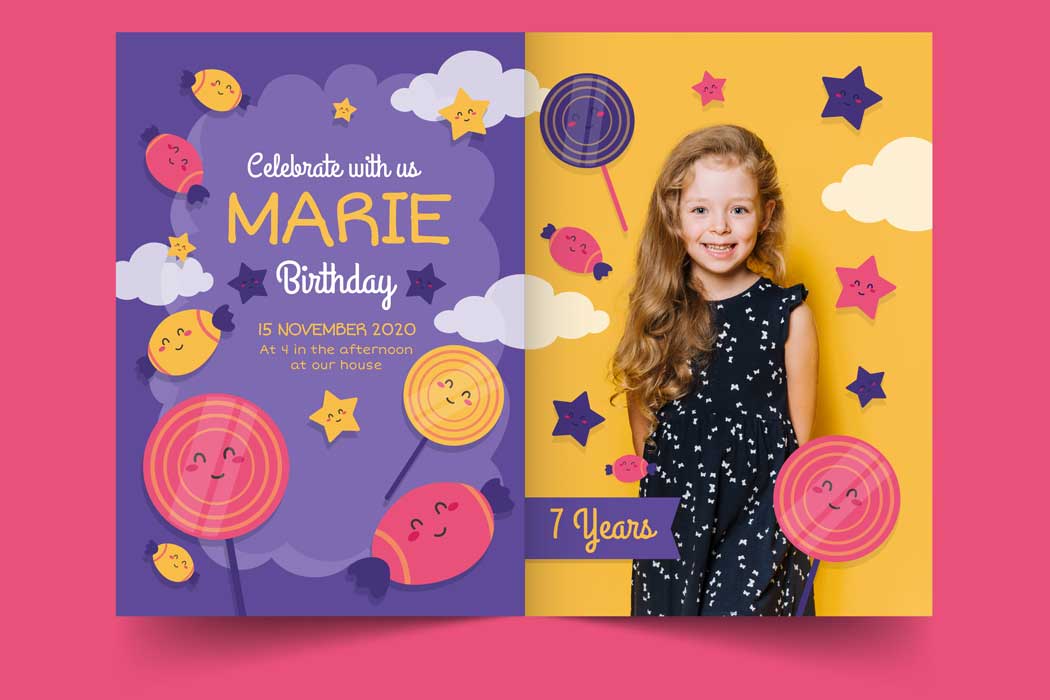 Celebrate with us
MARIE
Birthday
15 NOVEMBER 2020
At 4 in the afternoon
at our house
7 Years